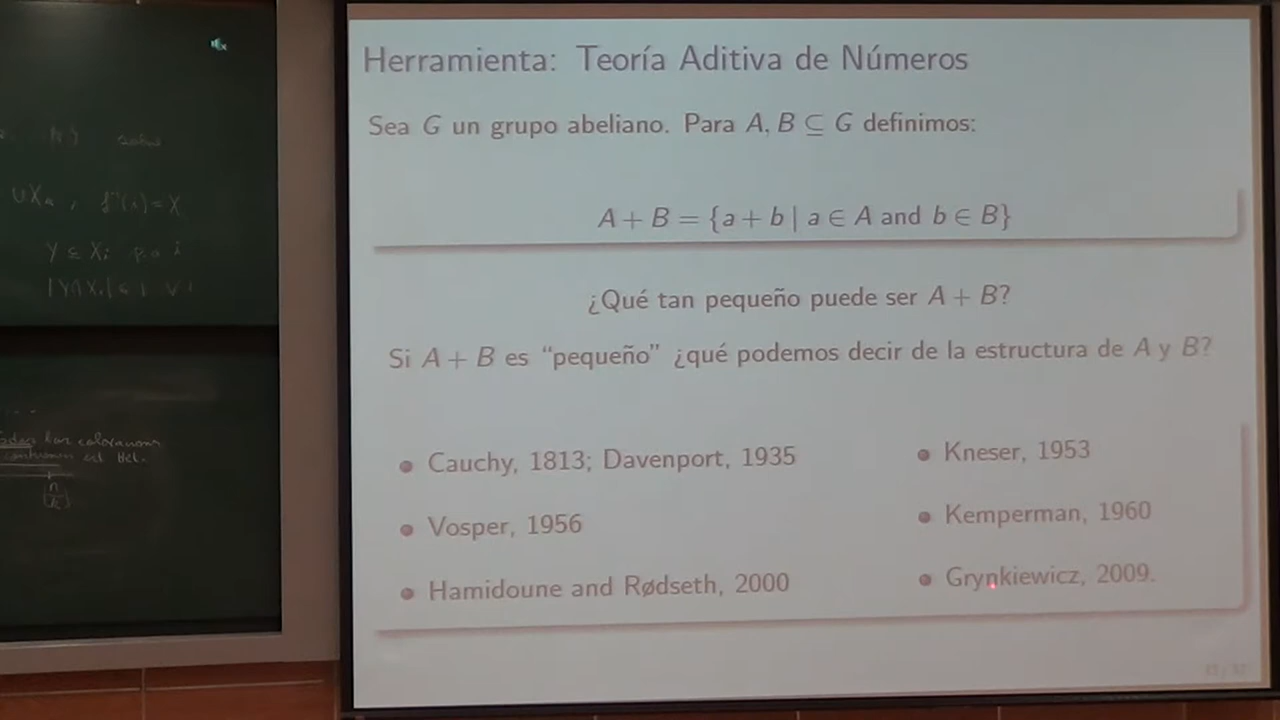 Herramienta: Teoría Aditiva de Números
Sea G un grupo abeliano. Para A, B ⊆ G definimos:
A + B = {a + b | a ∈ A and b ∈ B}
¿Qué tan pequeño puede ser A + B?
Si A + B es “pequeño” ¿qué podemos decir de la estructura de A y B?
Cauchy, 1813; Davenport, 1935
Vosper, 1956
Hamidoune and Rødseth, 2000
Kneser, 1953
Kemperman, 1960
Grynkiewicz, 2009.